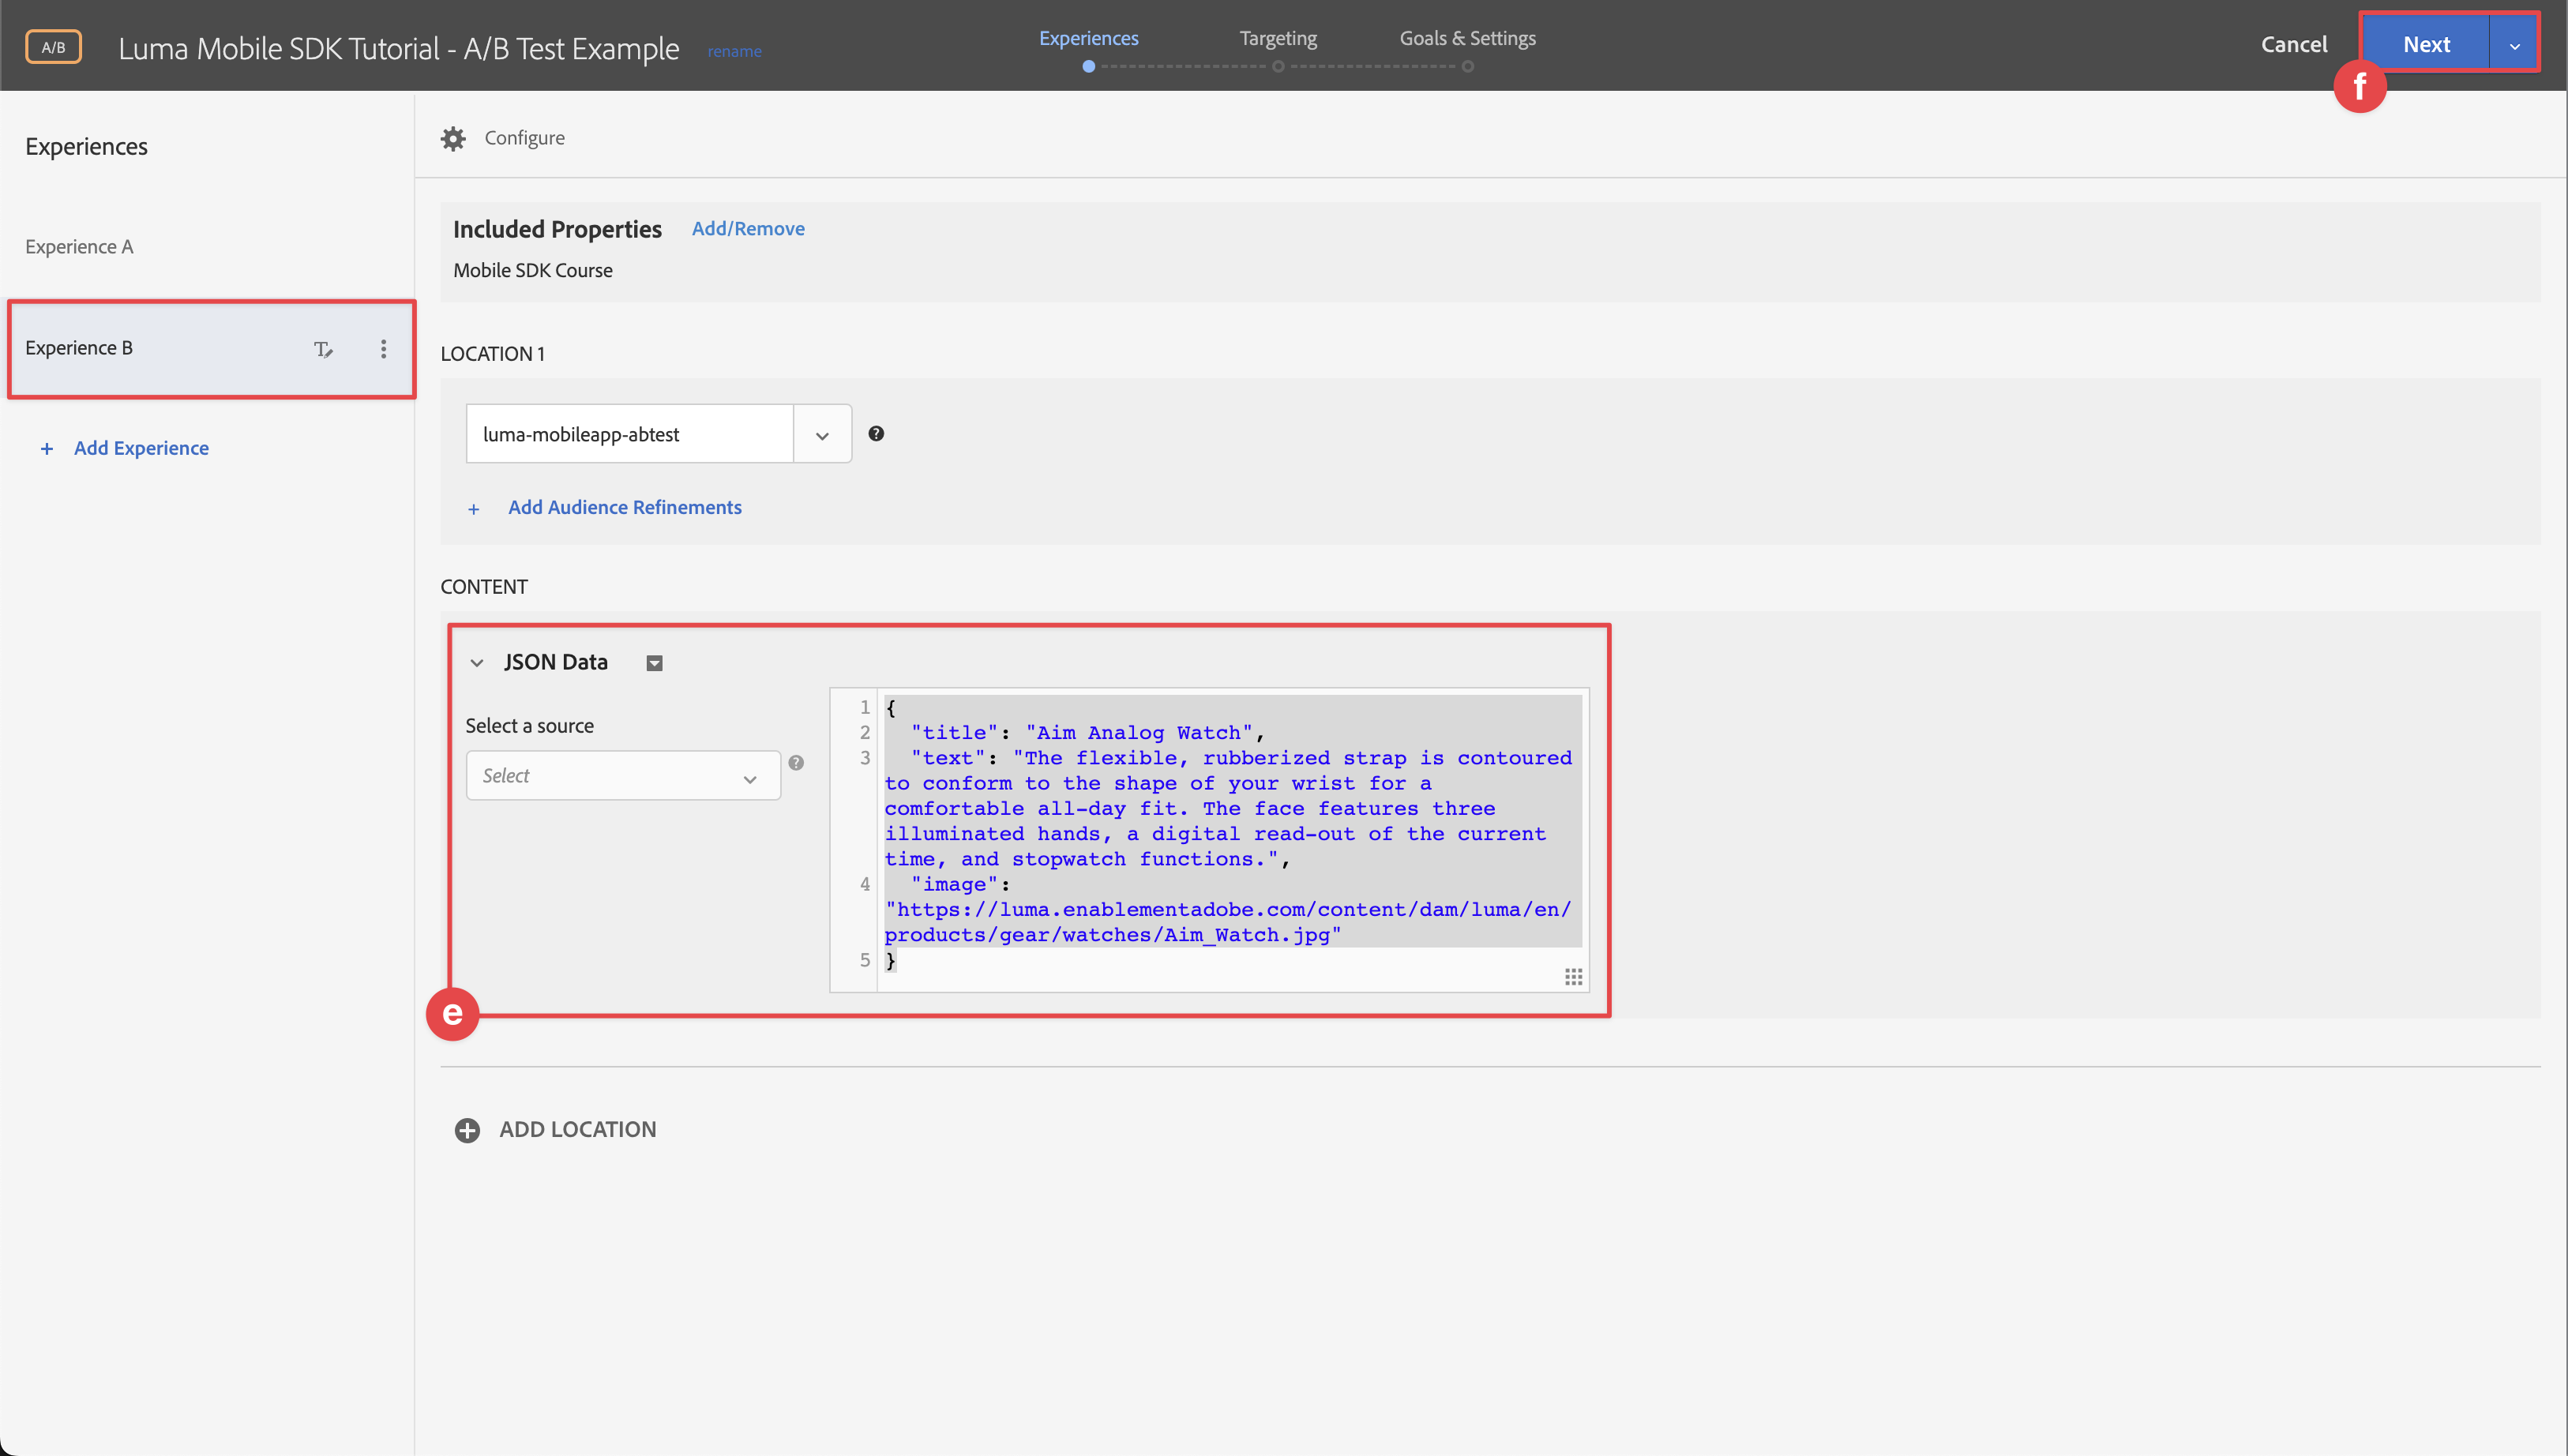 A/B
Luma Mobile SDK Tutorial - A/B Test Example
rename
Experiences
Targeting
Goals & Settings
Cancel
Next
f
Experiences
Experience A
Experience B
+ Add Experience
Configure
Included Properties Add/Remove
Mobile SDK Course
LOCATION 1
luma-mobileapp-abtest
?
+ Add Audience Refinements
CONTENT
JSON Data
Select a source
Select
?
1 {
2 "title": "Aim Analog Watch",
3 "text": "The flexible, rubberized strap is contoured
to conform to the shape of your wrist for a
comfortable all-day fit. The face features three
illuminated hands, a digital read-out of the current
time, and stopwatch functions.",
4 "image":
"https://luma.enablementadobe.com/content/dam/luma/en/
products/gear/watches/Aim_Watch.jpg"
5 }
e
ADD LOCATION